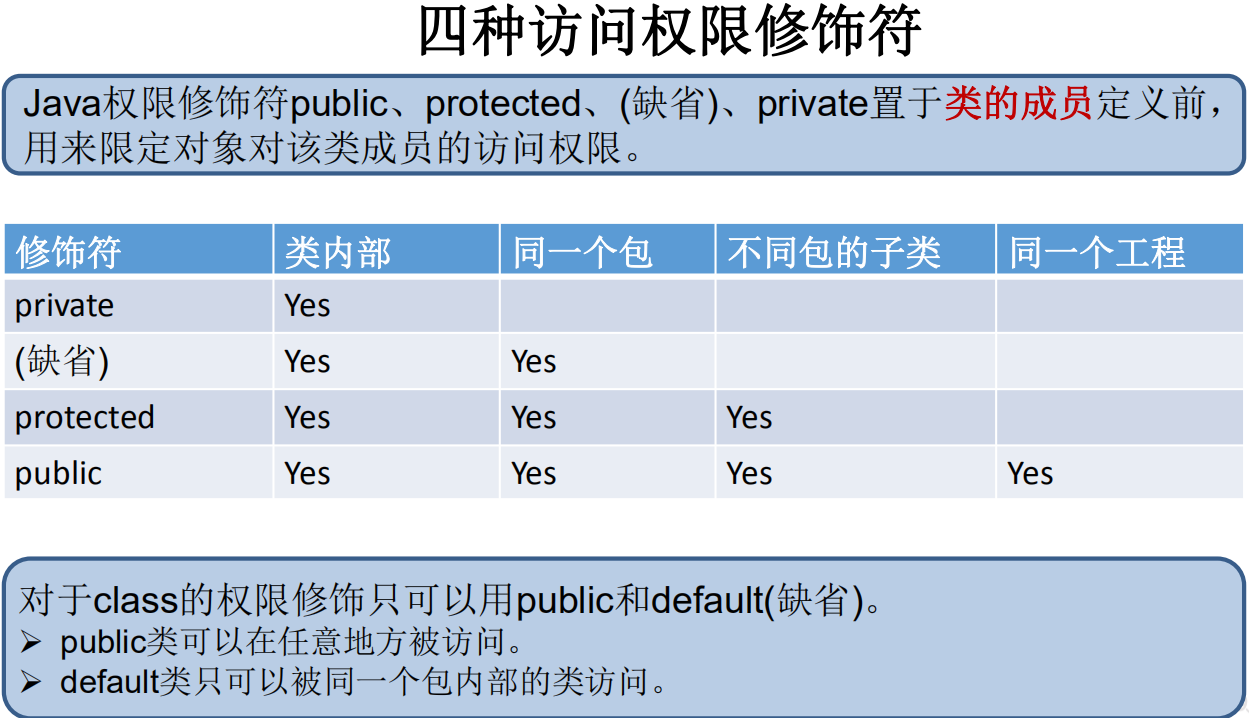 四种访问权限修饰符
Java权限修饰符public、protected、(缺省)、private置于类的成员定义前，
用来限定对象对该类成员的访问权限。
修饰符 类内部 同一个包 不同包的子类 同一个工程
private Yes
(缺省) Yes Yes
protected Yes Yes Yes
public Yes Yes Yes Yes
对于class的权限修饰只可以用public和default(缺省)。
➢ public类可以在任意地方被访问。
➢ default类只可以被同一个包内部的类访问。